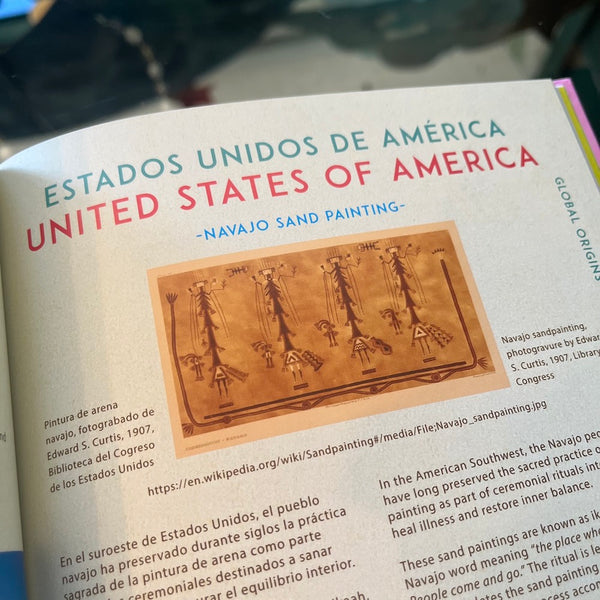 ESTADOS UNIDOS DE AMÉRICA
UNITED STATES OF AMERICA
-NAVAJO SAND PAINTING-
GLOBAL ORIGINS
Navajo sandpainting,
photogravure by Edward
S. Curtis, 1907, Library
Congress
Pintura de arena
navajo, fotograbado de
Edward S. Curtis, 1907,
Biblioteca del Cogreso
de los Estados Unidos
https://en.wikipedia.org/wiki/Sandpainting#/media/File:Navajo_sandpainting.jpg
En el suroeste de Estados Unidos, el pueblo
navajo ha preservado durante siglos la práctica
sagrada de la pintura de arena como parte
ceremoniales destinados a sanar
el equilibrio interior.
In the American Southwest, the Navajo
have long preserved the sacred practice
painting as part of ceremonial rituals
heal illness and restore inner balance.
These sand paintings are known as
Navajo word meaning "the place
People come and go." The ritual is
the sand painting